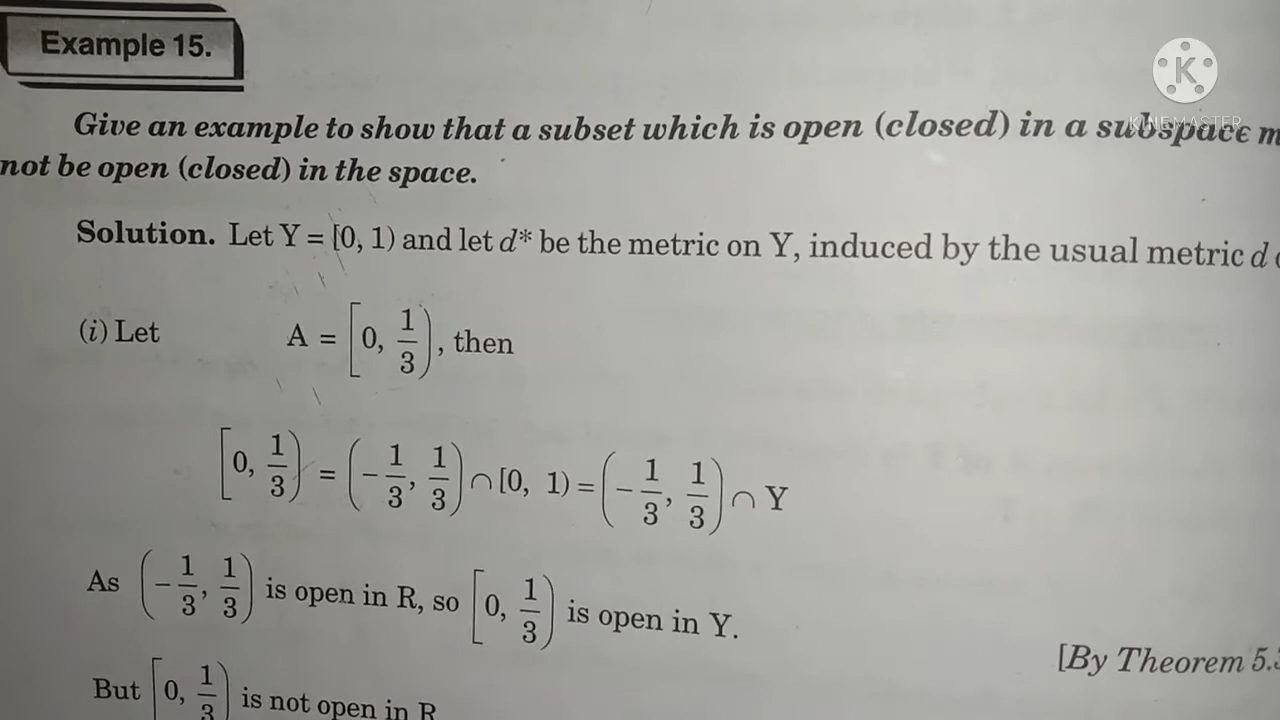 Example 15.
Give an example to show that a subset which is open (closed) in a subspace
not be open (closed) in the space.
Solution. Let Y = [0, 1) and let d* be the metric on Y, induced by the usual metric d
(i) Let A = [0, 1/3), then
[0, 1/3) = (-1/3, 1/3) ∩ [0, 1) = (-1/3, 1/3) ∩ Y
As (-1/3, 1/3) is open in R, so [0, 1/3) is open in Y.
[By Theorem 5.
But [0, 1/3) is not open in R
K
KINEMASTER